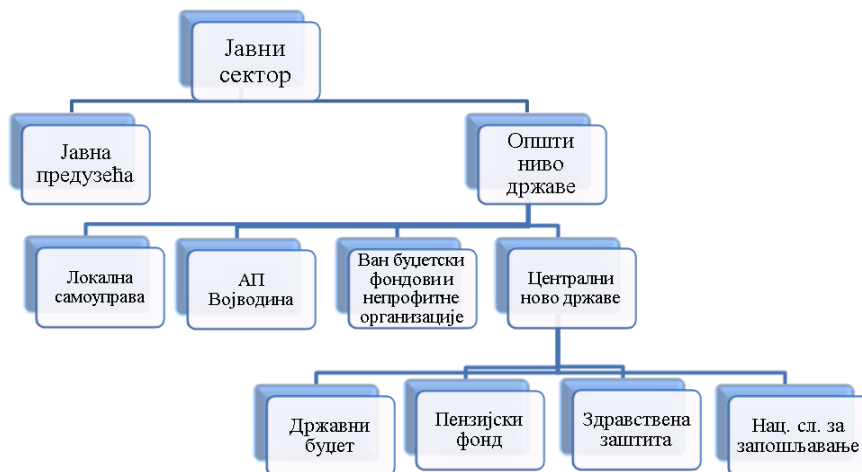 Јавни
сектор
Јавна
предузећа
Општи
ниво
државе
Локална
самоуправа
АП
Војводина
Ван буџетски
фондови и
непрофитне
организације
Централни
ново државе
Државни
буџет
Пензијски
фонд
Здравствена
заштита
Нац. сл. за
запошљавање